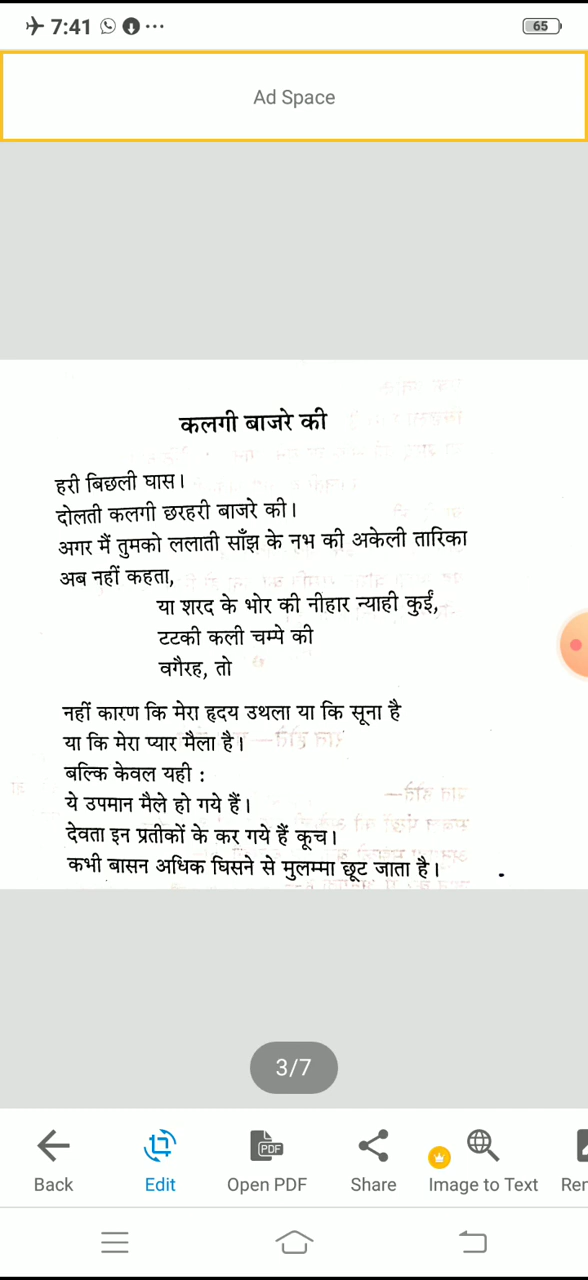 7:41
65
Ad Space
कलगी बाजरे की
हरी बिछली घास।
दोलती कलगी छरहरी बाजरे की।
अगर मैं तुमको ललाती साँझ के नभ की अकेली तारिका
अब नहीं कहता,
या शरद के भोर की नीहार न्याही कुईं,
टटकी कली चम्पे की
वगैरह, तो
नहीं कारण कि मेरा हृदय उथला या कि सूना है
या कि मेरा प्यार मैला है।
बल्कि केवल यही :
ये उपमान मैले हो गये हैं।
देवता इन प्रतीकों के कर गये हैं कूच।
कभी बासन अधिक घिसने से मुलम्मा छूट जाता है।
3/7
PDF
Back Edit Open PDF Share Image to Text Rer